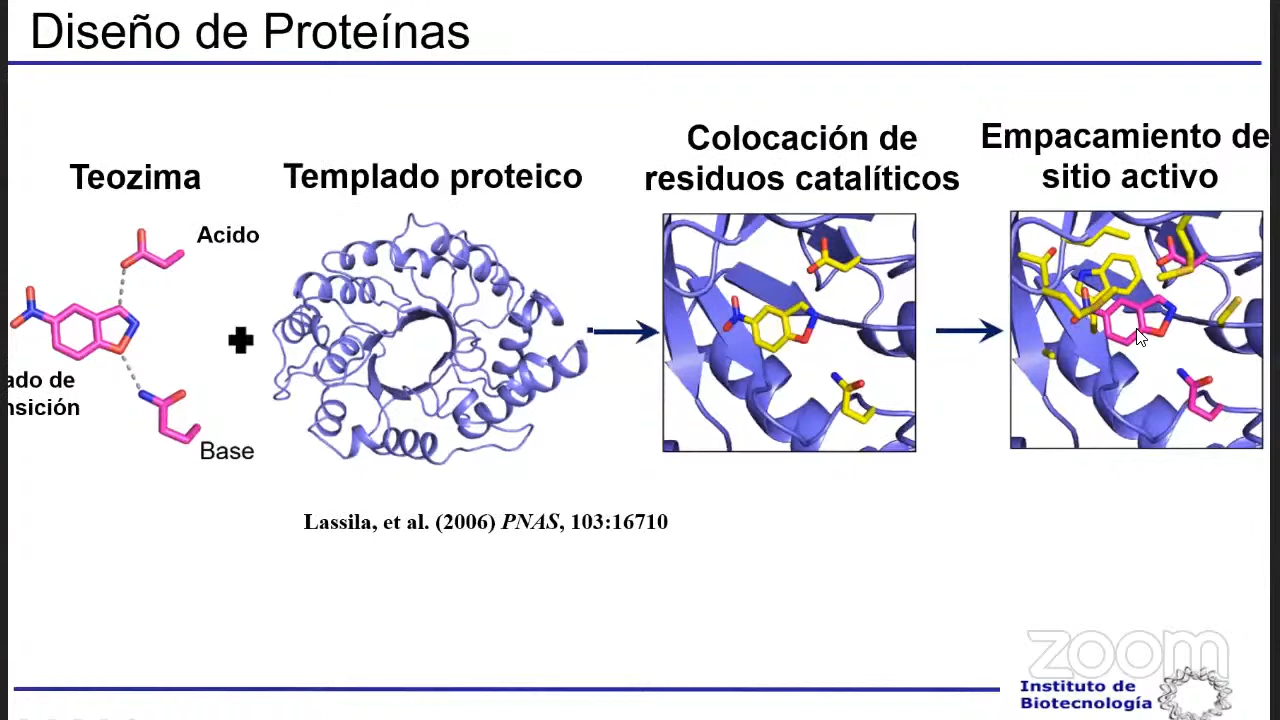 Diseño de Proteínas
Teozima
Templado proteico
Colocación de
residuos catalíticos
Empacamiento de
sitio activo
Acido
ado de
nsición
Base
Lassila, et al. (2006) PNAS, 103:16710
zoom
Instituto de
Biotecnología